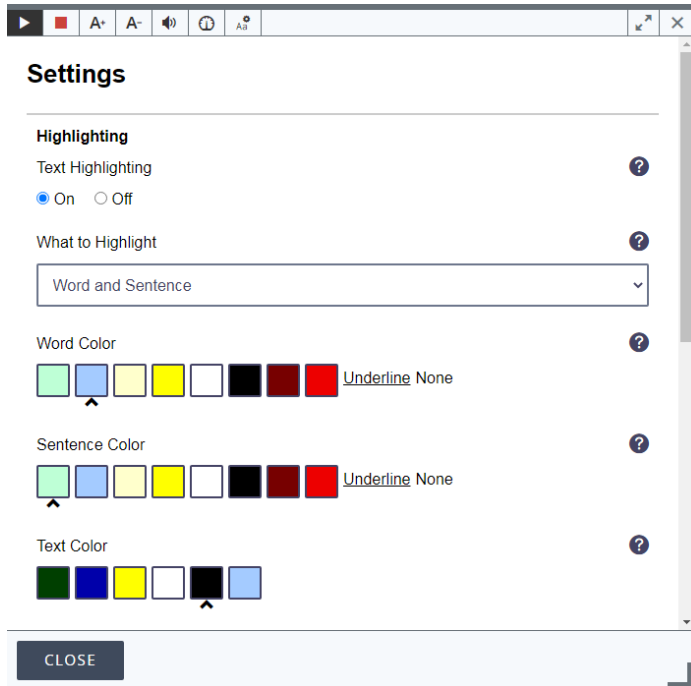 A+ A- Aa
Settings
Highlighting
Text Highlighting
On Off
What to Highlight
Word and Sentence
Word Color
Underline None
Sentence Color
Underline None
Text Color
CLOSE